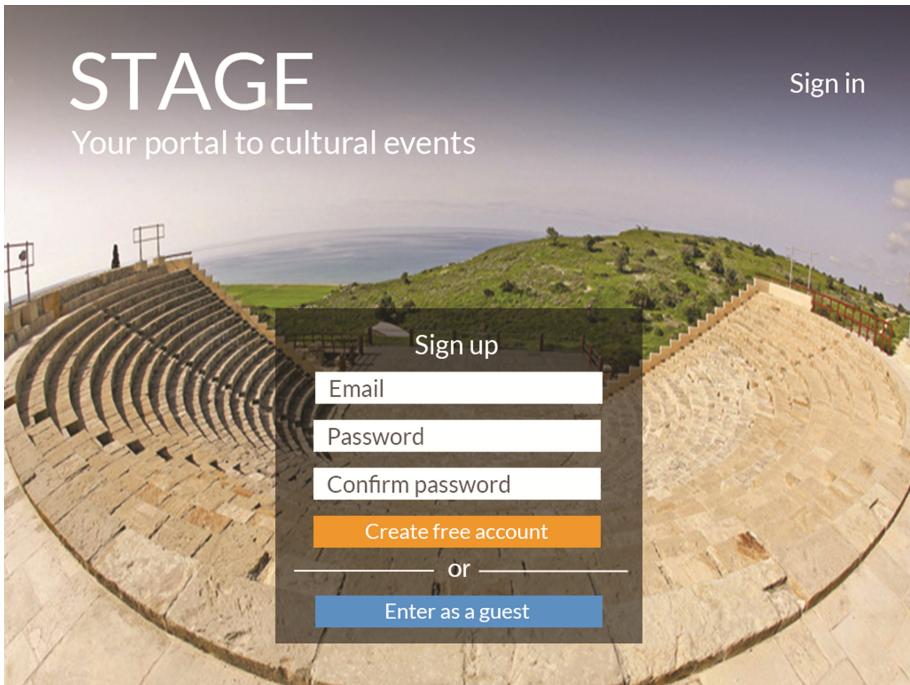 STAGE
Sign in
Your portal to cultural events
Sign up
Email
Password
Confirm password
Create free account
or
Enter as a guest